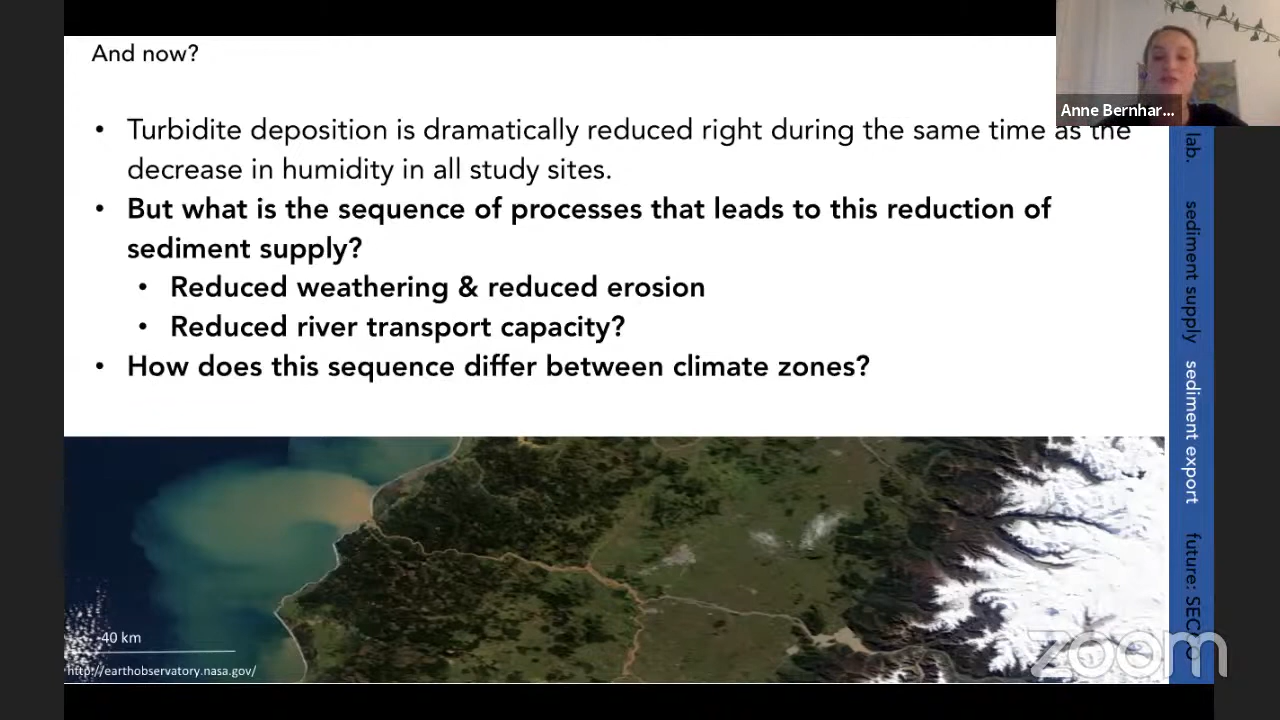 And now?
Anne Bernhar...
• Turbidite deposition is dramatically reduced right during the same time as the
decrease in humidity in all study sites.
• But what is the sequence of processes that leads to this reduction of
sediment supply?
• Reduced weathering & reduced erosion
• Reduced river transport capacity?
• How does this sequence differ between climate zones?
lab.
sediment supply
sediment export
future:
40 km
http://earthobservatory.nasa.gov/
zoom